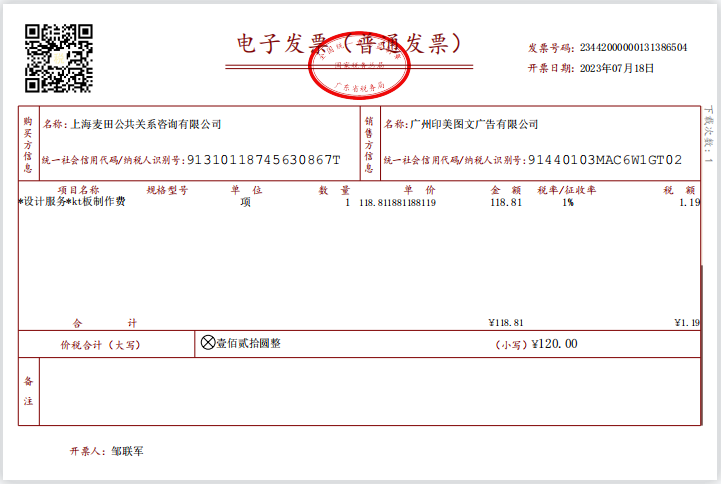 电子发票（普通发票）
全国统一发票监制章
国家税务总局
广东省税务局
发票号码：23442000000131386504
开票日期：2023年07月18日
购买方信息
名称：上海麦田公共关系咨询有限公司
统一社会信用代码/纳税人识别号：91310118745630867T
销售方信息
名称：广州印美图文广告有限公司
统一社会信用代码/纳税人识别号：91440103MAC6W1GT02
下载次数：1
项目名称 规格型号 单 位 数 量 单 价 金 额 税率/征收率 税 额
*设计服务*kt板制作费 项 1 118.811881188119 118.81 1% 1.19
合 计 ¥118.81 ¥1.19
价税合计（大写） 壹佰贰拾圆整 （小写）¥120.00
备注
开票人：邹联军